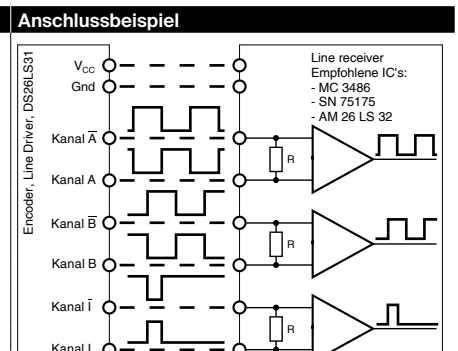 Anschlussbeispiel
Encoder, Line Driver, DS26LS31
VCC
Gnd
Kanal A̅
Kanal A
Kanal B̅
Kanal B
Kanal I̅
Kanal I
Line receiver
Empfohlene IC's:
- MC 3486
- SN 75175
- AM 26 LS 32
R
R
R